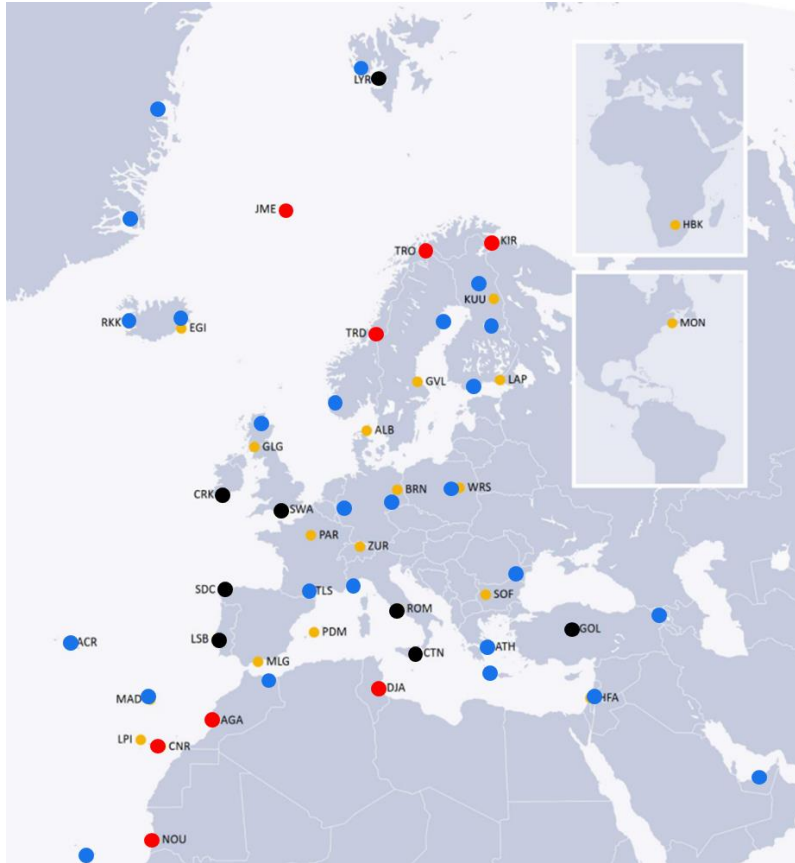 LYR
JME
TRO
KIR
HBK
KUU
RKK
EGI
MON
TRD
GVL
LAP
ALB
GLG
CRK
SWA
BRN
WRS
PAR
ZUR
SDC
TLS
SOF
ROM
GOL
LSB
PDM
ACR
CTN
ATH
MLG
MAD
DJA
HFA
AGA
LPI
CNR
NOU